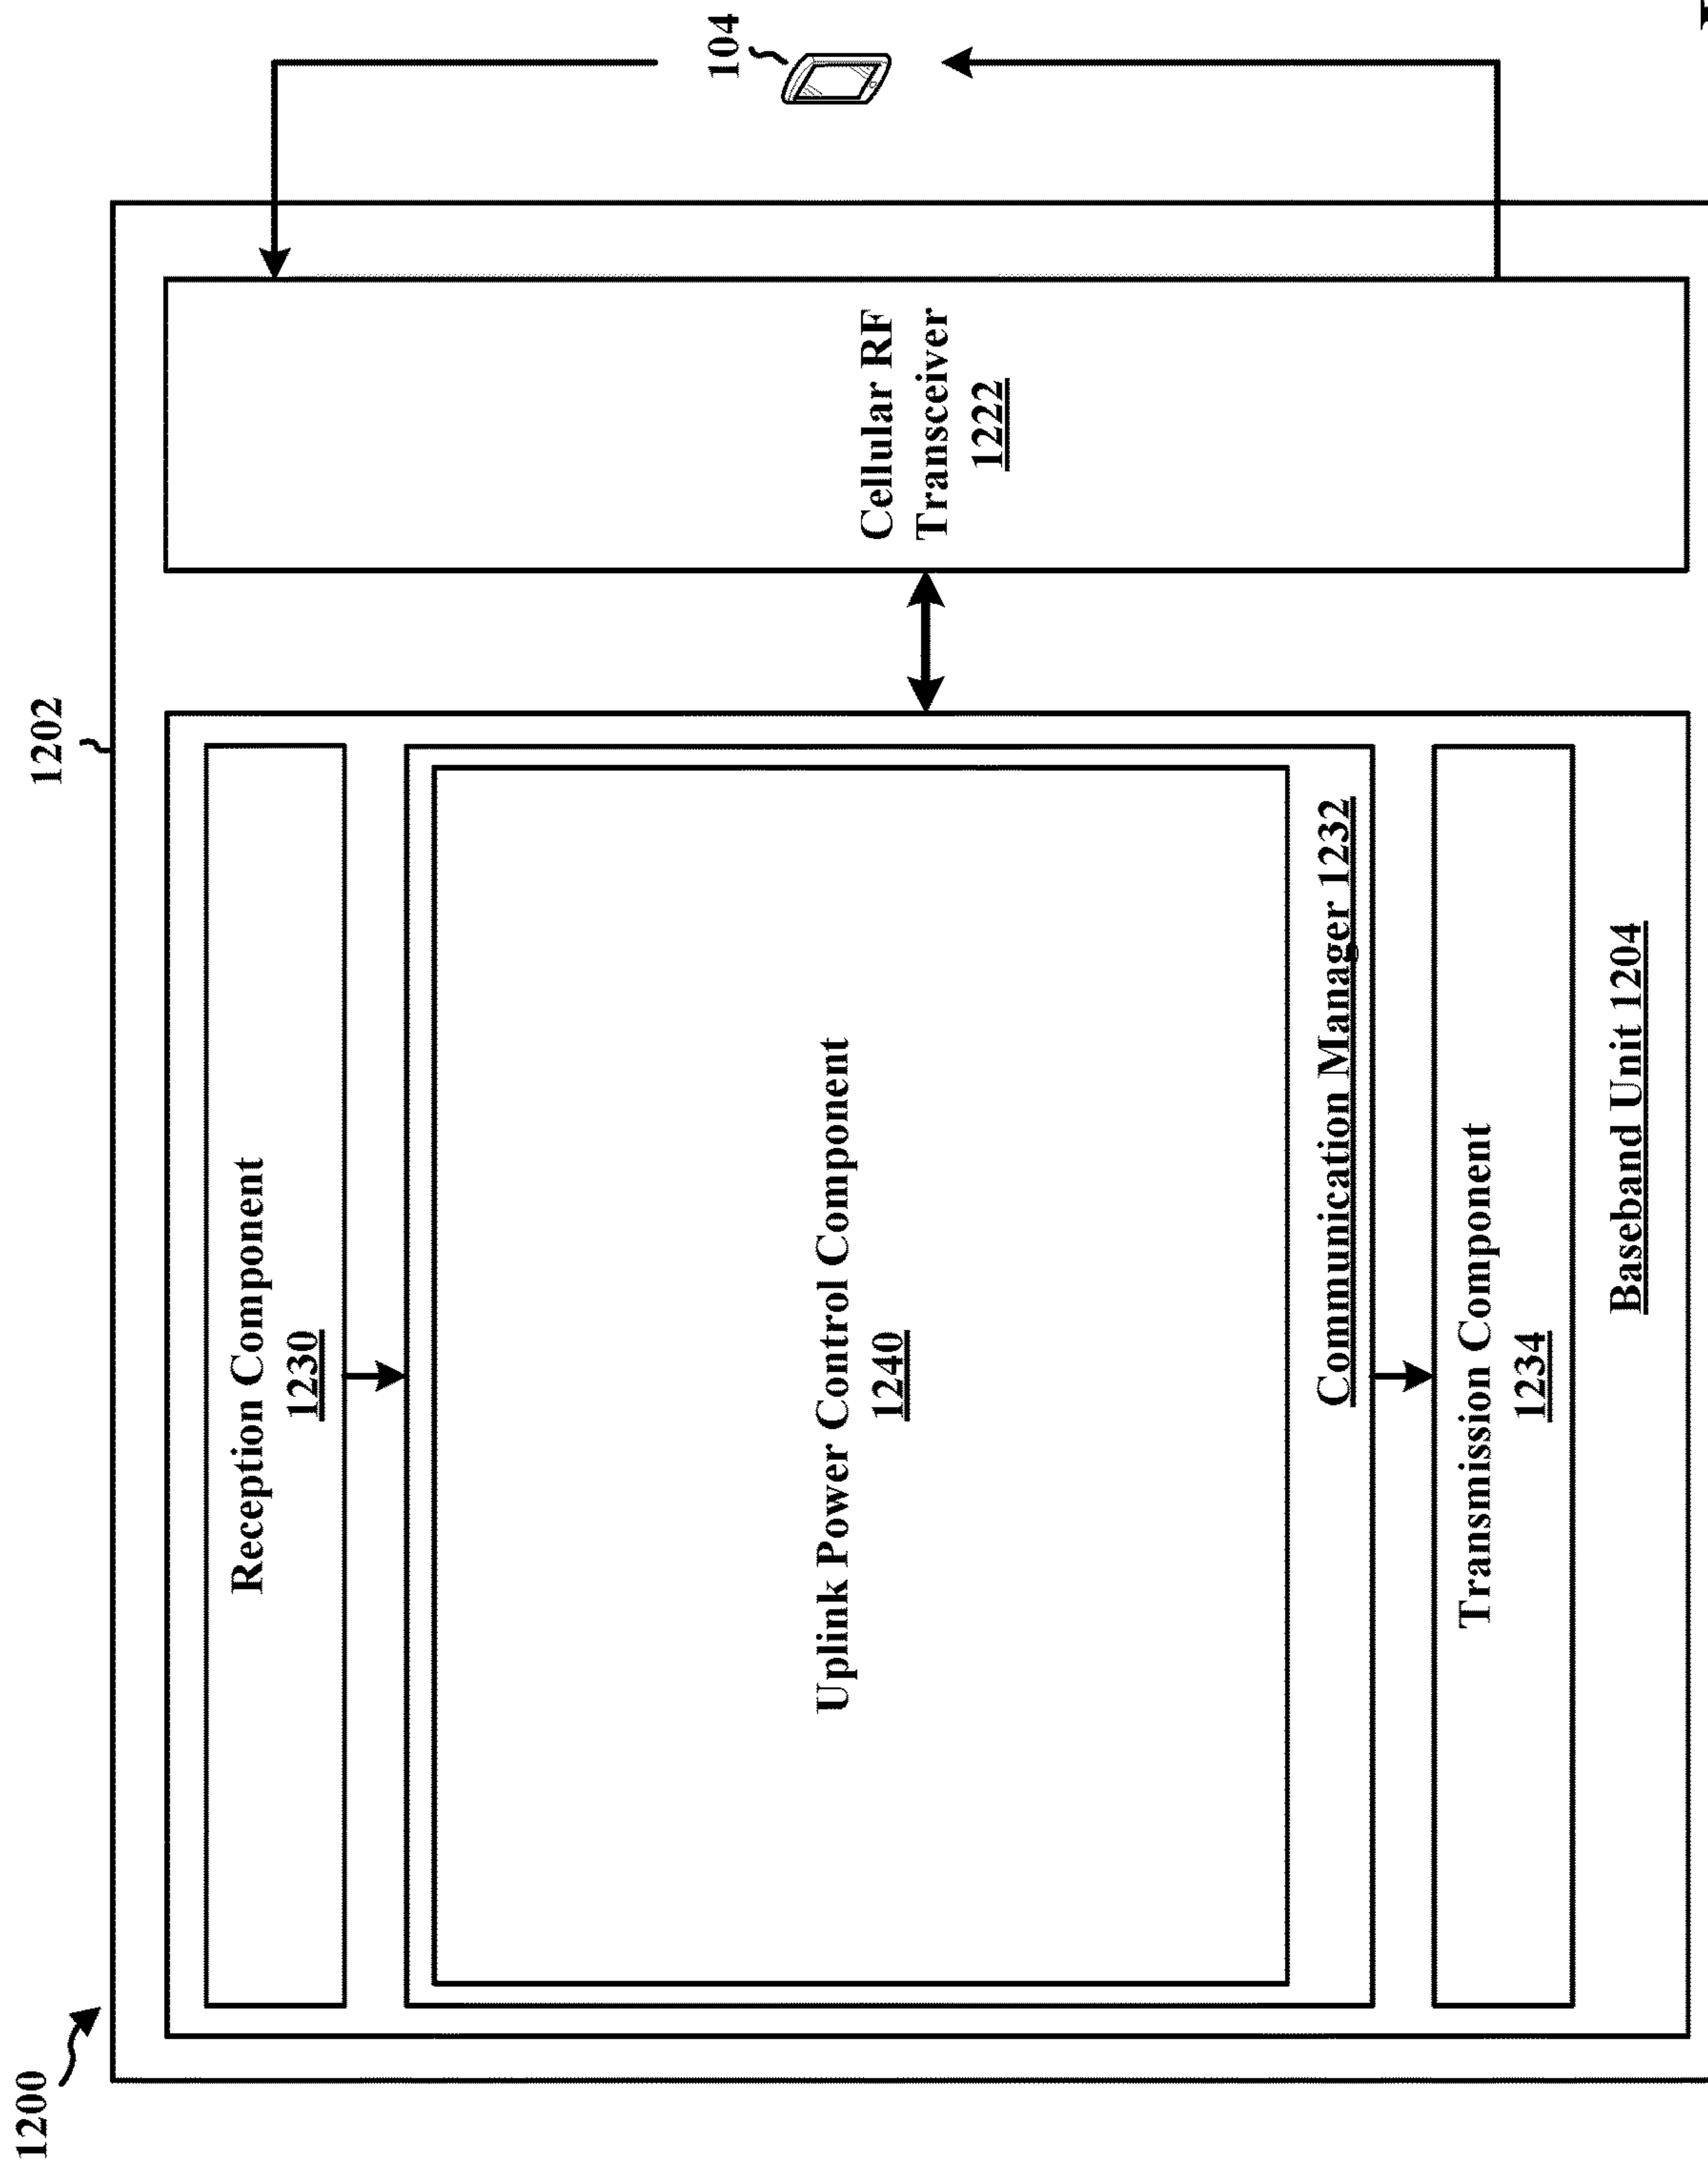 1200
1202
Reception Component
1230
Uplink Power Control Component
1240
Communication Manager 1232
Transmission Component
1234
Baseband Unit 1204
Cellular RF
Transceiver
1222
104